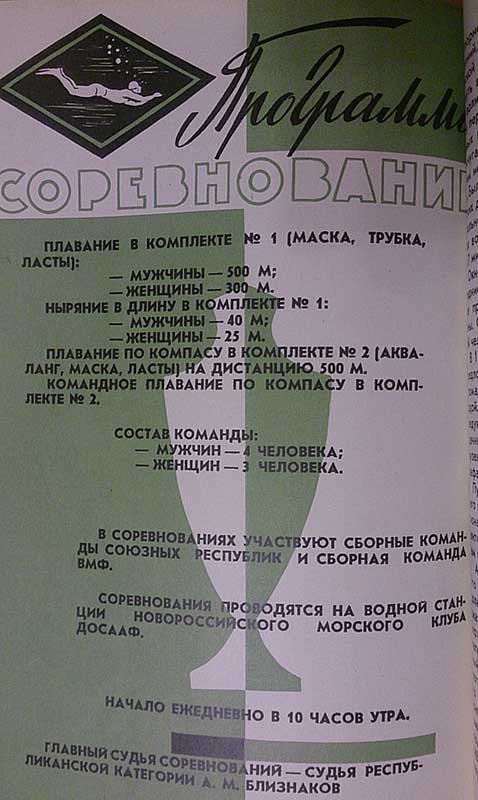 Программа
СОРЕВНОВАНИЙ
ПЛАВАНИЕ В КОМПЛЕКТЕ № 1 (МАСКА, ТРУБКА,
ЛАСТЫ):
— МУЖЧИНЫ — 500 М;
— ЖЕНЩИНЫ — 300 М.
НЫРЯНИЕ В ДЛИНУ В КОМПЛЕКТЕ № 1:
— МУЖЧИНЫ — 40 М;
— ЖЕНЩИНЫ — 25 М.
ПЛАВАНИЕ ПО КОМПАСУ В КОМПЛЕКТЕ № 2 (АКВА-
ЛАНГ, МАСКА, ЛАСТЫ) НА ДИСТАНЦИЮ 500 М.
КОМАНДНОЕ ПЛАВАНИЕ ПО КОМПАСУ В КОМП-
ЛЕКТЕ № 2.
СОСТАВ КОМАНДЫ:
— МУЖЧИН — 4 ЧЕЛОВЕКА;
— ЖЕНЩИН — 3 ЧЕЛОВЕКА.
В СОРЕВНОВАНИЯХ УЧАСТВУЮТ СБОРНЫЕ КОМАН-
ДЫ СОЮЗНЫХ РЕСПУБЛИК И СБОРНАЯ КОМАНДА
ВМФ.
СОРЕВНОВАНИЯ ПРОВОДЯТСЯ НА ВОДНОЙ СТАН-
ЦИИ НОВОРОССИЙСКОГО МОРСКОГО КЛУБА
ДОСААФ.
НАЧАЛО ЕЖЕДНЕВНО В 10 ЧАСОВ УТРА.
ГЛАВНЫЙ СУДЬЯ СОРЕВНОВАНИЙ — СУДЬЯ РЕСПУБ-
ЛИКАНСКОЙ КАТЕГОРИИ А. М. БЛИЗНАКОВ